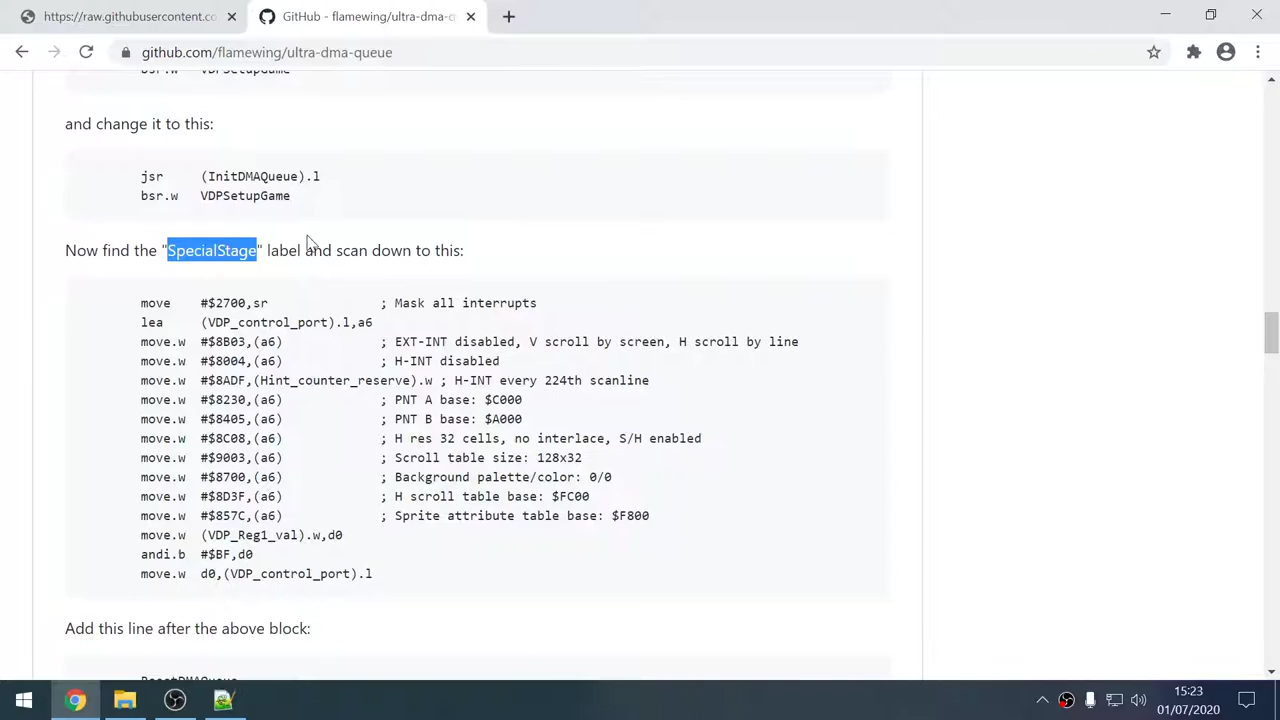 https://raw.githubusercontent.co
GitHub - flamewing/ultra-dma-q
github.com/flamewing/ultra-dma-queue
bsr.w VDPSetupGame
and change it to this:
jsr (InitDMAQueue).l
bsr.w VDPSetupGame
Now find the "SpecialStage" label and scan down to this:
move #$2700,sr ; Mask all interrupts
lea (VDP_control_port).l,a6
move.w #$8B03,(a6) ; EXT-INT disabled, V scroll by screen, H scroll by line
move.w #$8004,(a6) ; H-INT disabled
move.w #$8ADF,(Hint_counter_reserve).w ; H-INT every 224th scanline
move.w #$8230,(a6) ; PNT A base: $C000
move.w #$8405,(a6) ; PNT B base: $A000
move.w #$8C08,(a6) ; H res 32 cells, no interlace, S/H enabled
move.w #$9003,(a6) ; Scroll table size: 128x32
move.w #$8700,(a6) ; Background palette/color: 0/0
move.w #$8D3F,(a6) ; H scroll table base: $FC00
move.w #$857C,(a6) ; Sprite attribute table base: $F800
move.w (VDP_Reg1_val).w,d0
andi.b #$BF,d0
move.w d0,(VDP_control_port).l
Add this line after the above block:
ResetDMAQueue
15:23
01/07/2020